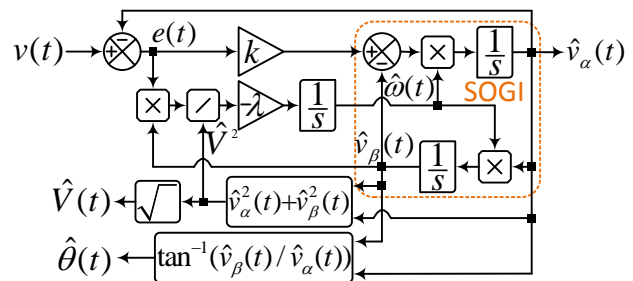 v(t)
e(t)
k
× 
1/s
v̂_α(t)
SOGI
ω̂(t)
× 
/
-λ
1/s
V̂²
v̂_β(t)
1/s
×
V̂(t)
√
v̂_α²(t)+v̂_β²(t)
θ̂(t)
tan⁻¹(v̂_β(t)/v̂_α(t))